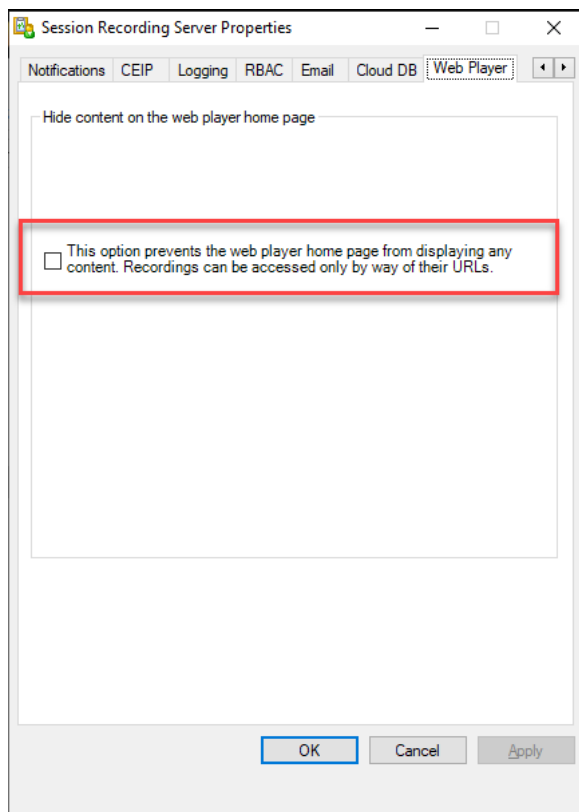 Session Recording Server Properties
Notifications CEIP Logging RBAC Email Cloud DB Web Player
Hide content on the web player home page
This option prevents the web player home page from displaying any
content. Recordings can be accessed only by way of their URLs.
OK Cancel Apply